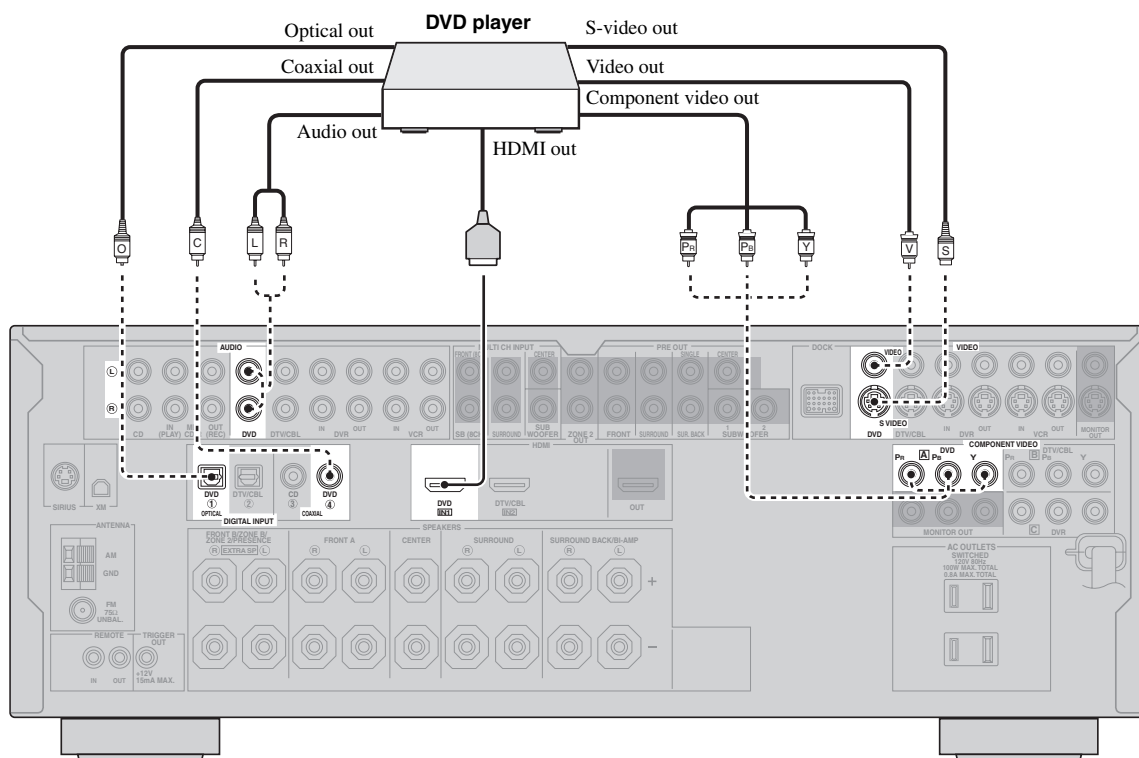 DVD player
Optical out
S-video out
Coaxial out
Video out
Component video out
Audio out
HDMI out
O
C
L
R
PR
PB
Y
V
S
AUDIO
MULTI CH INPUT
PRE OUT
DOCK
VIDEO
VIDEO
CENTER
SINGLE
CENTER
L
R
CD
IN
(PLAY)
OUT
(REC)
DVD
DTV/CBL
IN
OUT
DVR
IN
OUT
VCR
SB (8CH)
SURROUND
SUB
WOOFER
ZONE 2
OUT
FRONT
SURROUND
SUR. BACK
1
2
S VIDEO
DVD
DTV/CBL
IN
OUT
DVR
IN
OUT
VCR
MONITOR
OUT
COMPONENT VIDEO
PR
A
PB
DVD
Y
PR
B
PB
DTV/CBL
Y
MONITOR OUT
C
DVR
SIRIUS
XM
DVD
①
OPTICAL
DTV/CBL
②
CD
③
DVD
④
COAXIAL
DIGITAL INPUT
HDMI
DVD
IN1
DTV/CBL
IN2
OUT
ANTENNA
AM
GND
FM
75Ω
UNBAL.
SPEAKERS
FRONT B/ZONE B/
ZONE 2/PRESENCE
R
EXTRA SP
L
FRONT A
R
L
CENTER
SURROUND
R
L
SURROUND BACK/BI-AMP
R
L
+
–
AC OUTLETS
SWITCHED
120V 60Hz
100W MAX. TOTAL
0.8A MAX. TOTAL
REMOTE
IN
OUT
TRIGGER
OUT
+12V
15mA MAX.